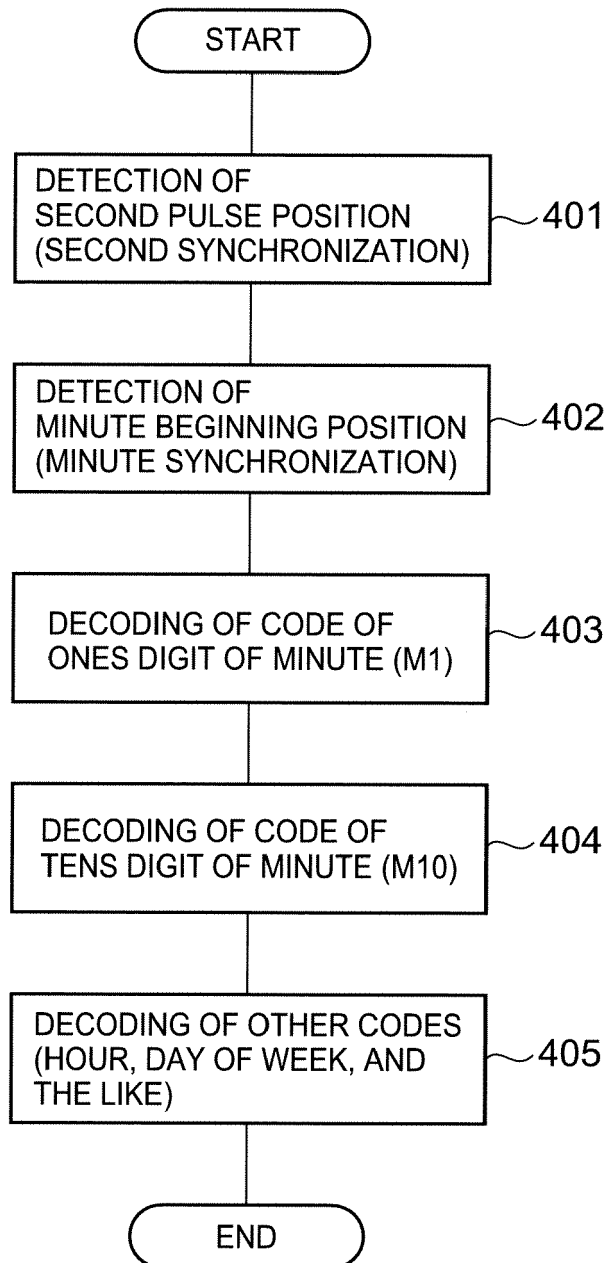 START
DETECTION OF
SECOND PULSE POSITION
(SECOND SYNCHRONIZATION)
401
DETECTION OF
MINUTE BEGINNING POSITION
(MINUTE SYNCHRONIZATION)
402
DECODING OF CODE OF
ONES DIGIT OF MINUTE (M1)
403
DECODING OF CODE OF
TENS DIGIT OF MINUTE (M10)
404
DECODING OF OTHER CODES
(HOUR, DAY OF WEEK, AND
THE LIKE)
405
END